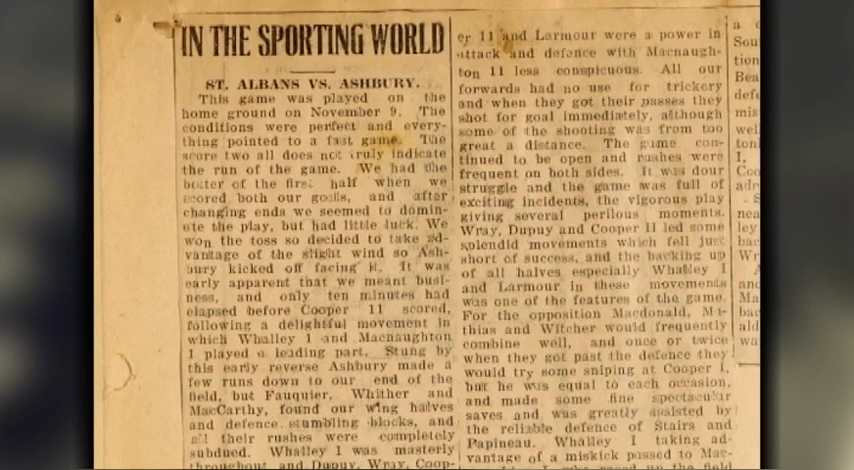 IN THE SPORTING WORLD
ST. ALBANS VS. ASHBURY.
This game was played on the
home ground on November 9. The
conditions were perfect and every-
thing pointed to a fast game. The
score two all does not truly indicate
the run of the game. We had the
better of the first half when we
scored both our goals, and after
changing ends we seemed to domin-
ate the play, but had little luck. We
won the toss so decided to take ad-
vantage of the slight wind so Ash-
bury kicked off facing it. It was
early apparent that we meant busi-
ness, and only ten minutes had
elapsed before Cooper 11 scored,
following a delightful movement in
which Whalley 1 and Macnaughton
1 played a leading part. Stung by
this early reverse Ashbury made a
few runs down to our end of the
field, but Fauquier, Whither and
MacCarthy, found our wing halves
and defence stumbling blocks, and
all their rushes were completely
subdued. Whalley 1 was masterly
throughout and Dupuy, Wray, Coop-
er 11 and Larmour were a power in
attack and defence with Macnaugh-
ton 11 less conspicuous. All our
forwards had no use for trickery
and when they got their passes they
shot for goal immediately, although
some of the shooting was from too
great a distance. The game con-
tinued to be open and rushes were
frequent on both sides. It was dour
struggle and the game was full of
exciting incidents, the vigorous play
giving several perilous moments.
Wray, Dupuy and Cooper II led some
splendid movements which fell just
short of success, and the backing up
of all halves especially Whalley I
and Larmour in these movements
was one of the features of the game.
For the opposition Macdonald, Ma-
thias and Witcher would frequently
combine well, and once or twice
when they got past the defence they
would try some sniping at Cooper I,
but he was equal to each occasion,
and made some fine spectacular
saves and was greatly assisted by
the reliable defence of Stairs and
Papineau. Whalley I taking ad-
vantage of a miskick passed to Mac-